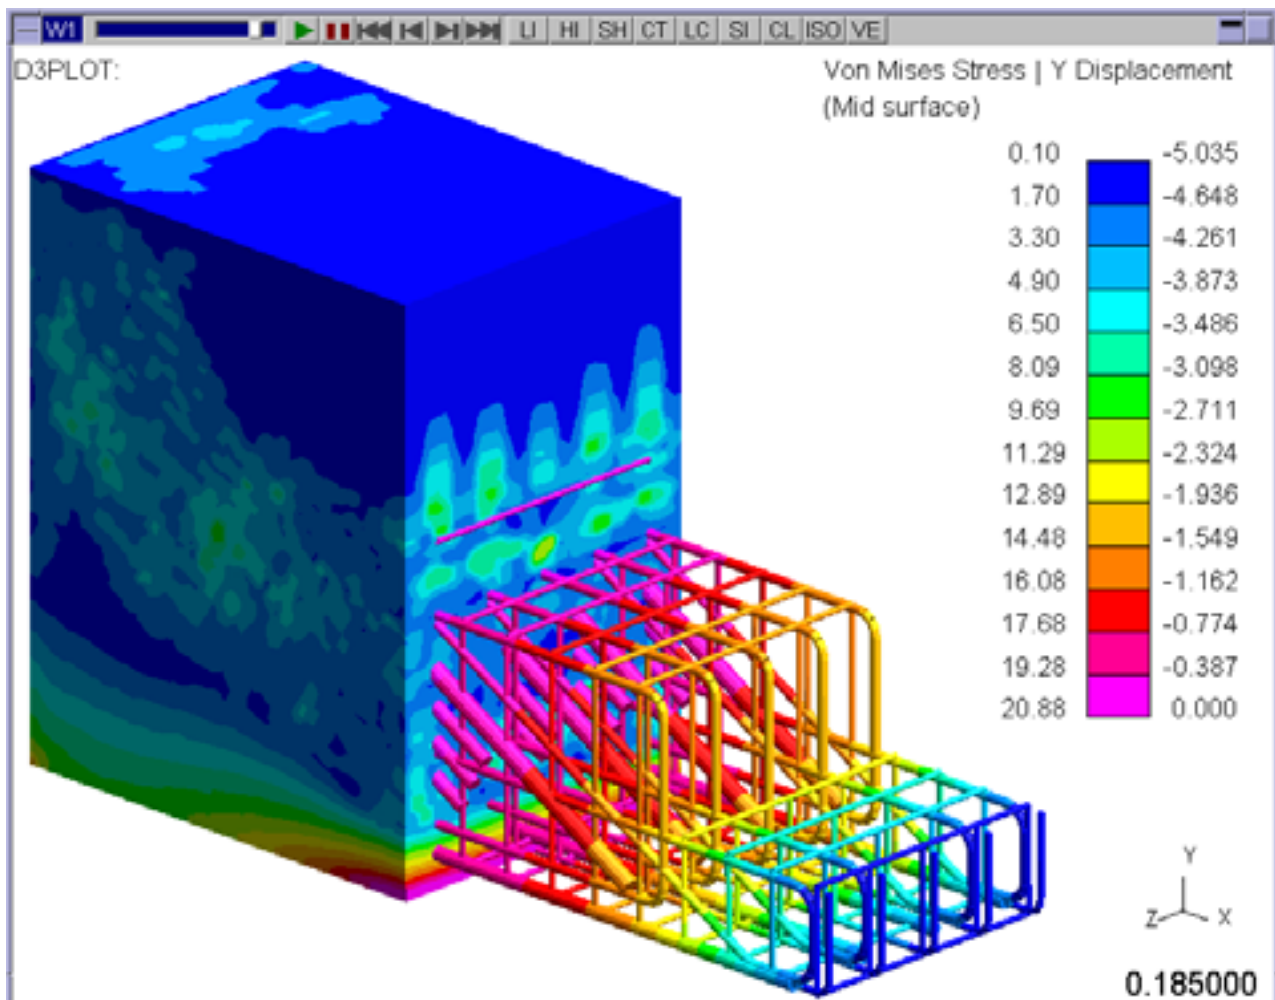 W1 LI HI SH CT LC SI CL ISO VE
D3PLOT:
Von Mises Stress | Y Displacement
(Mid surface)
0.10 -5.035
1.70 -4.648
3.30 -4.261
4.90 -3.873
6.50 -3.486
8.09 -3.098
9.69 -2.711
11.29 -2.324
12.89 -1.936
14.48 -1.549
16.08 -1.162
17.68 -0.774
19.28 -0.387
20.88 0.000
Y
Z X
0.185000